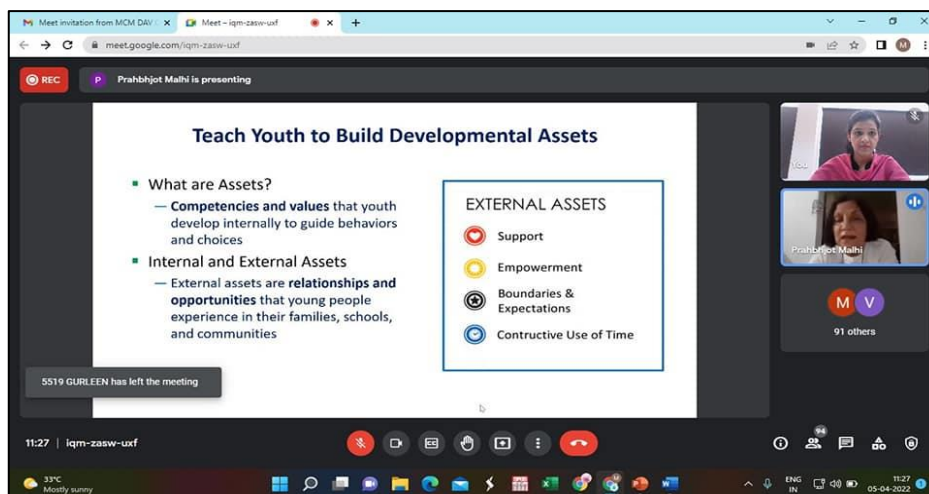 Meet invitation from MCM DAV C
Meet – iqm-zasw-uxf
meet.google.com/iqm-zasw-uxf
M
REC
P Prahbhjot Malhi is presenting
Teach Youth to Build Developmental Assets
What are Assets?
— Competencies and values that youth
develop internally to guide behaviors
and choices
Internal and External Assets
— External assets are relationships and
opportunities that young people
experience in their families, schools,
and communities
EXTERNAL ASSETS
Support
Empowerment
Boundaries &
Expectations
Contructive Use of Time
You
Prahbhjot Malhi
M V
91 others
5519 GURLEEN has left the meeting
11:27 | iqm-zasw-uxf
CC
94
33°C
Mostly sunny
ENG
IN
11:27
05-04-2022